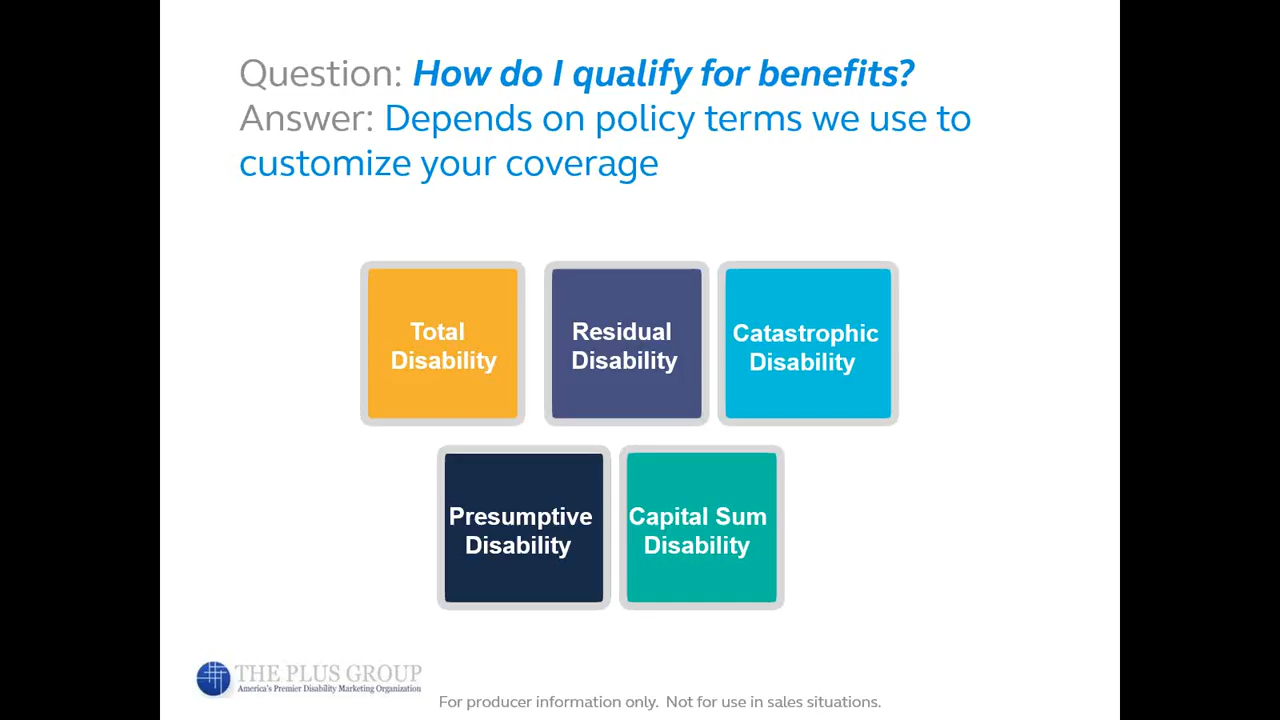 Question: How do I qualify for benefits?
Answer: Depends on policy terms we use to
customize your coverage
Total
Disability
Residual
Disability
Catastrophic
Disability
Presumptive
Disability
Capital Sum
Disability
THE PLUS GROUP
America's Premier Disability Marketing Organization
For producer information only. Not for use in sales situations.